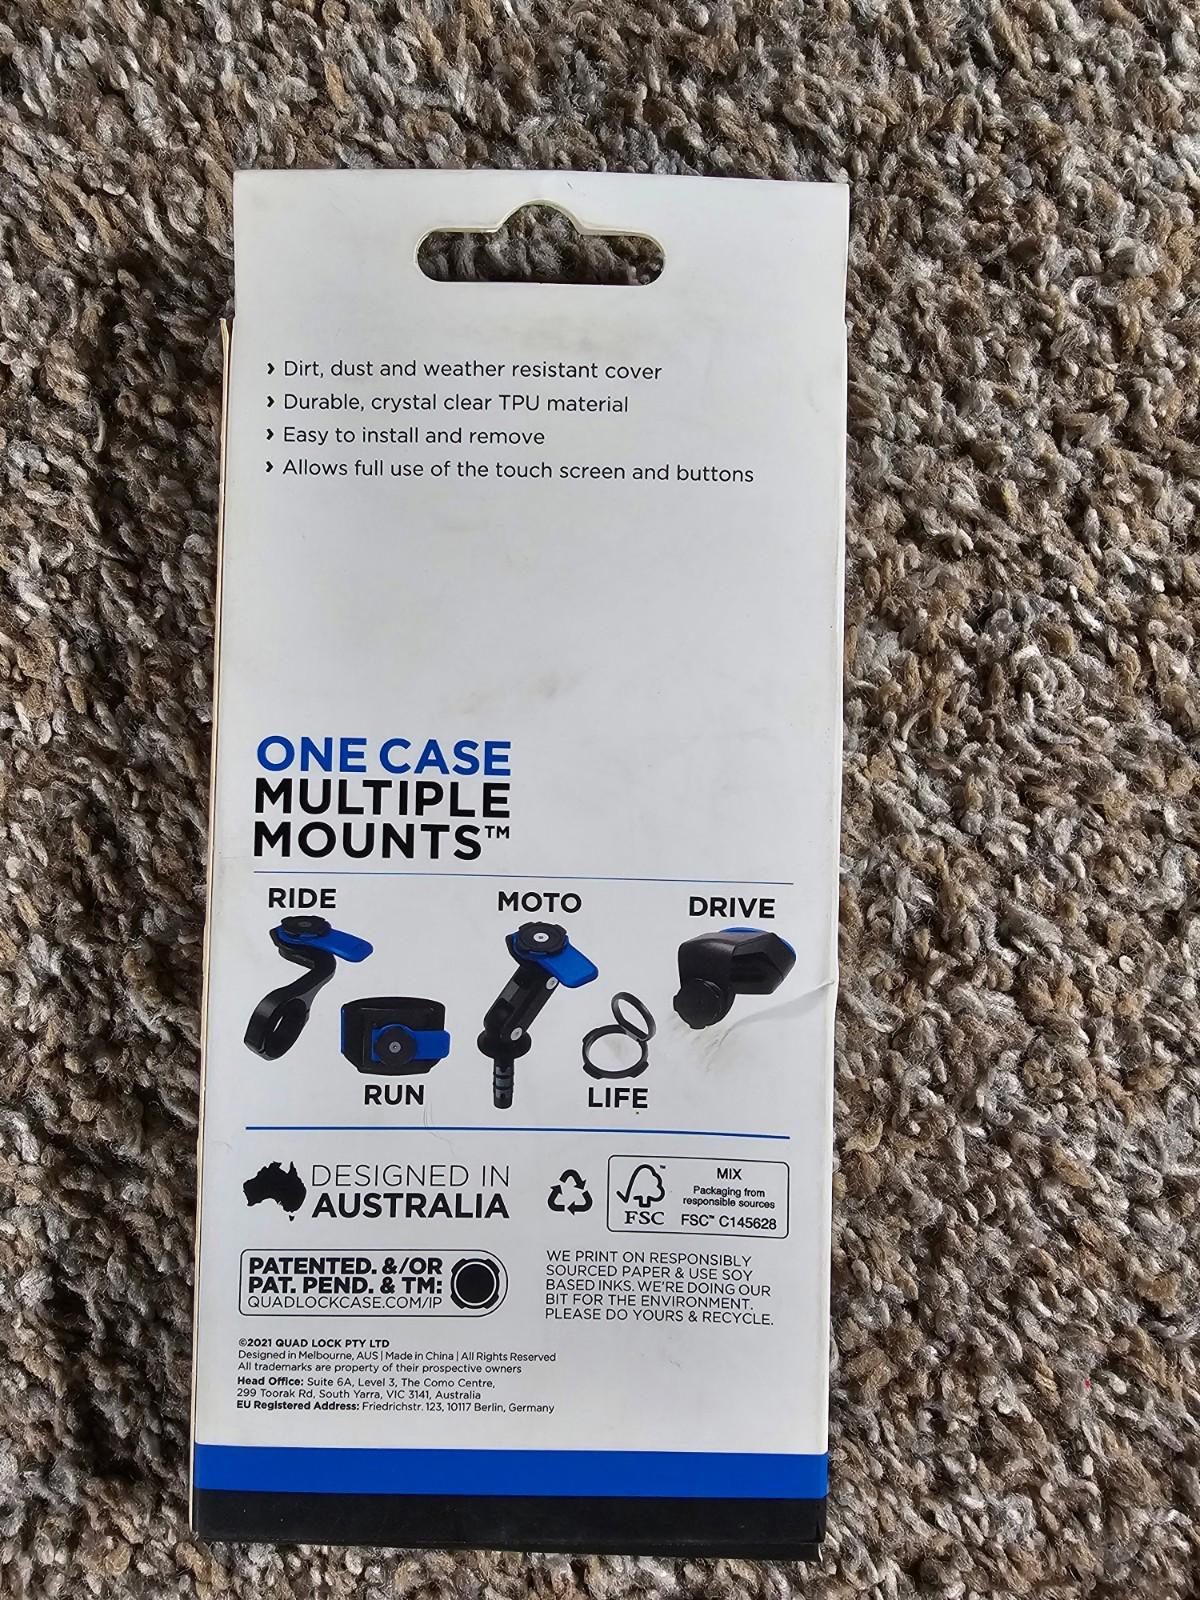 › Dirt, dust and weather resistant cover
› Durable, crystal clear TPU material
› Easy to install and remove
› Allows full use of the touch screen and buttons
ONE CASE
MULTIPLE
MOUNTS™
RIDE
MOTO
DRIVE
RUN
LIFE
DESIGNED IN
AUSTRALIA
FSC™
MIX
Packaging from
responsible sources
FSC™ C145628
PATENTED. &/OR
PAT. PEND. & TM:
QUADLOCKCASE.COM/IP
WE PRINT ON RESPONSIBLY
SOURCED PAPER & USE SOY
BASED INKS. WE'RE DOING OUR
BIT FOR THE ENVIRONMENT.
PLEASE DO YOURS & RECYCLE.
©2021 QUAD LOCK PTY LTD
Designed in Melbourne, AUS | Made in China | All Rights Reserved
All trademarks are property of their prospective owners
Head Office: Suite 6A, Level 3, The Como Centre,
299 Toorak Rd, South Yarra, VIC 3141, Australia
EU Registered Address: Friedrichstr. 123, 10117 Berlin, Germany